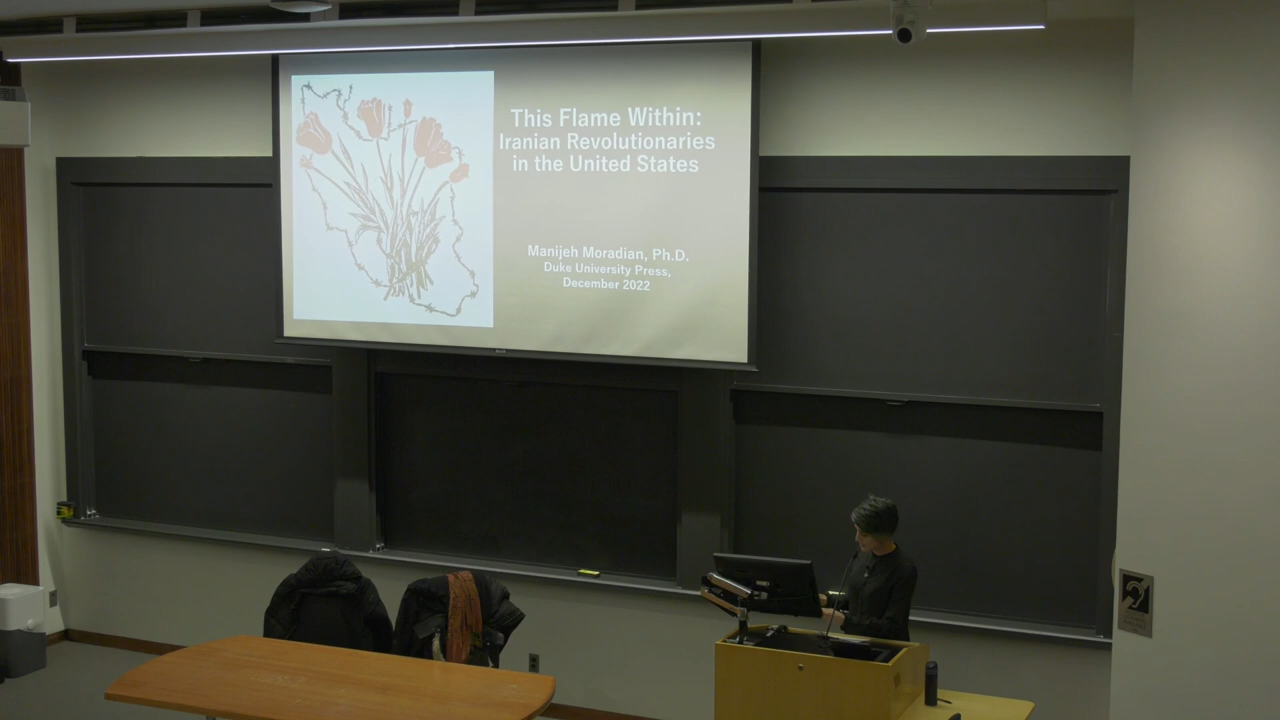 This Flame Within:
Iranian Revolutionaries
in the United States
Manijeh Moradian, Ph.D.
Duke University Press,
December 2022